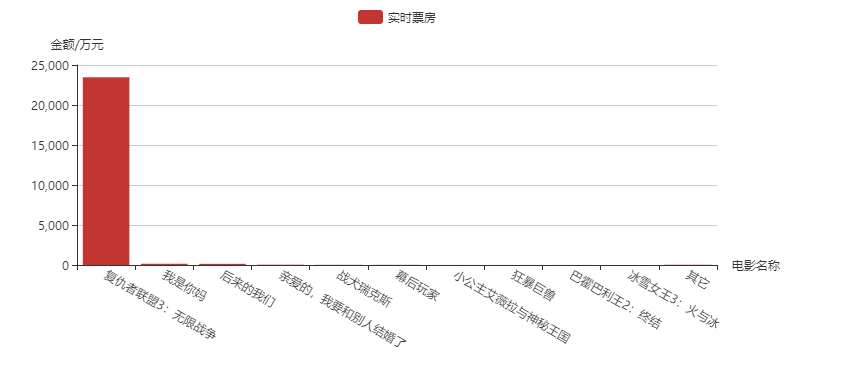 实时票房
金额/万元
25,000
20,000
15,000
10,000
5,000
0
电影名称
复仇者联盟3：无限战争
我是你妈
后来的我们
亲爱的，我要和别人结婚了
战犬瑞克斯
幕后玩家
小公主艾薇拉与神秘王国
狂暴巨兽
巴霍巴利王2：终结
冰雪女王3：火与冰
其它